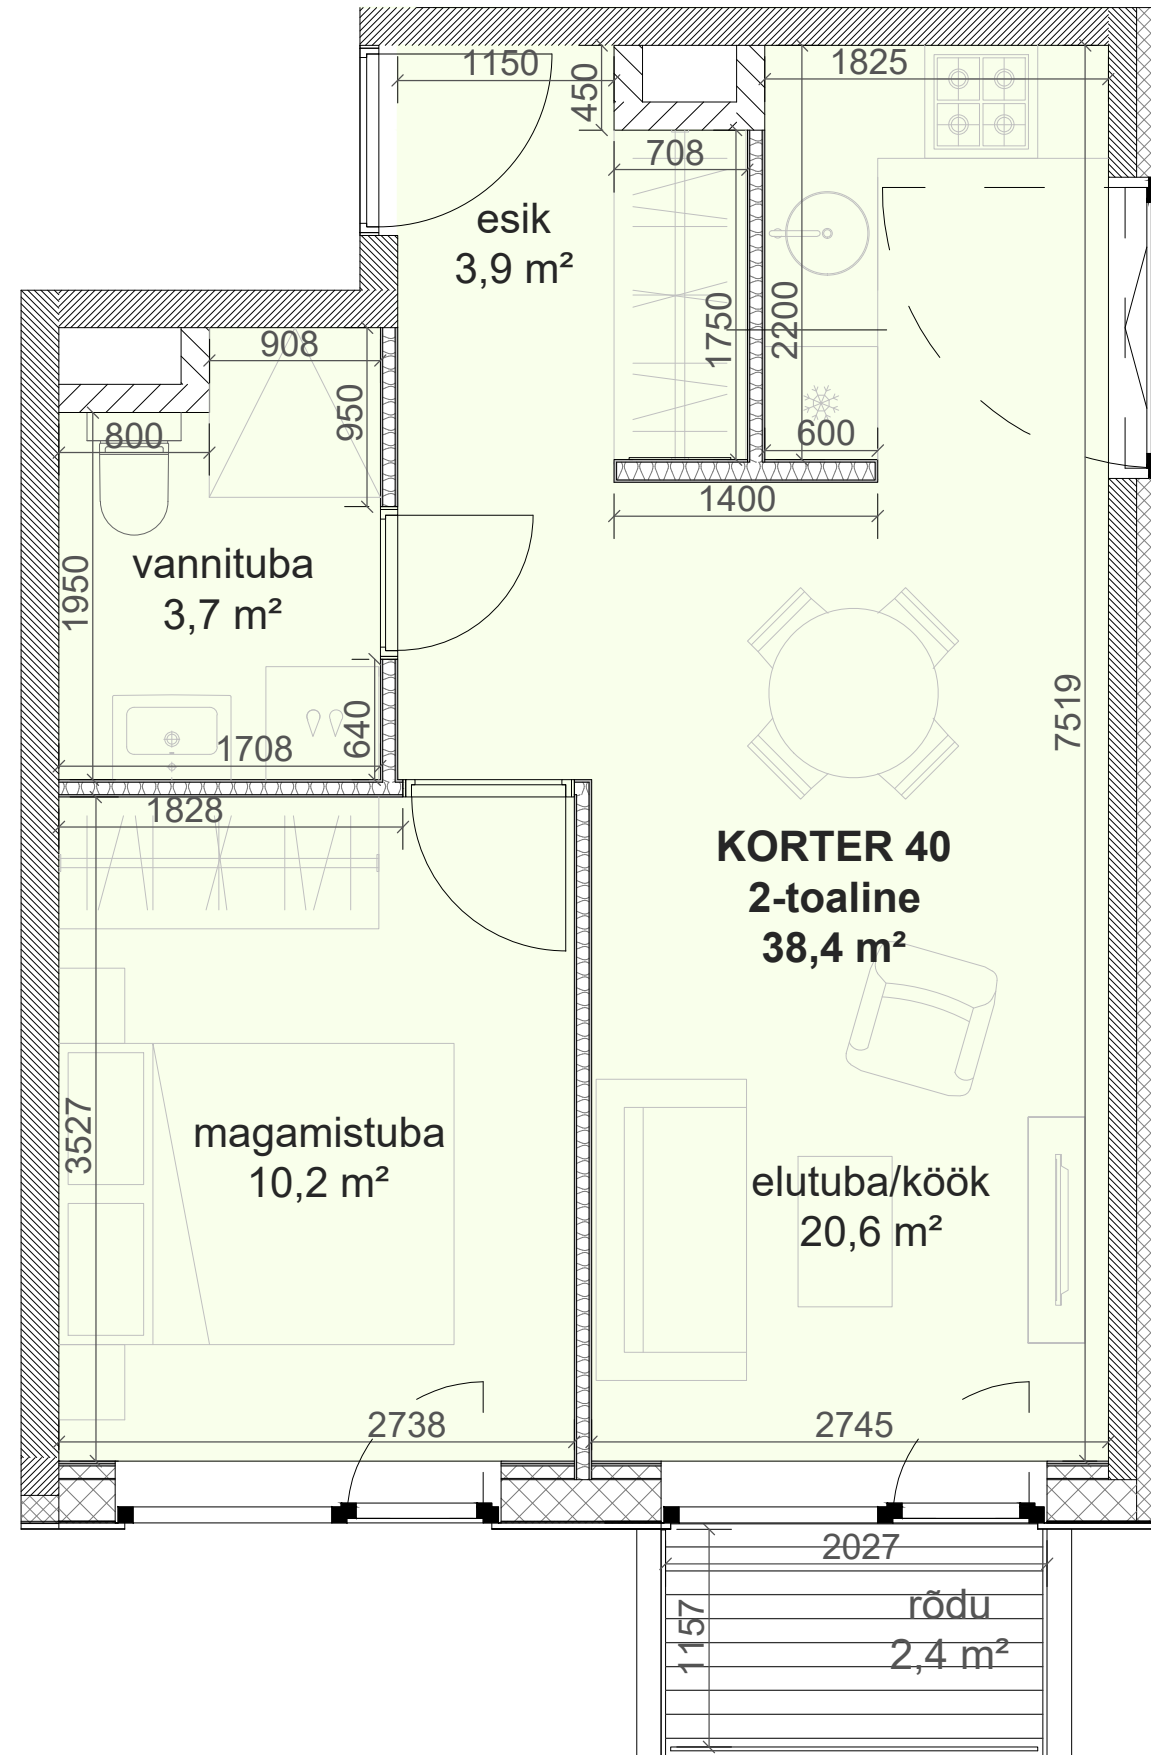 1150
450
1825
708
esik
3,9 m²
1750
2200
908
950
800
600
1400
vannituba
3,7 m²
1950
640
1708
7519
1828
KORTER 40
2-toaline
38,4 m²
3527
magamistuba
10,2 m²
elutuba/köök
20,6 m²
2738
2745
2027
1157
rõdu
2,4 m²